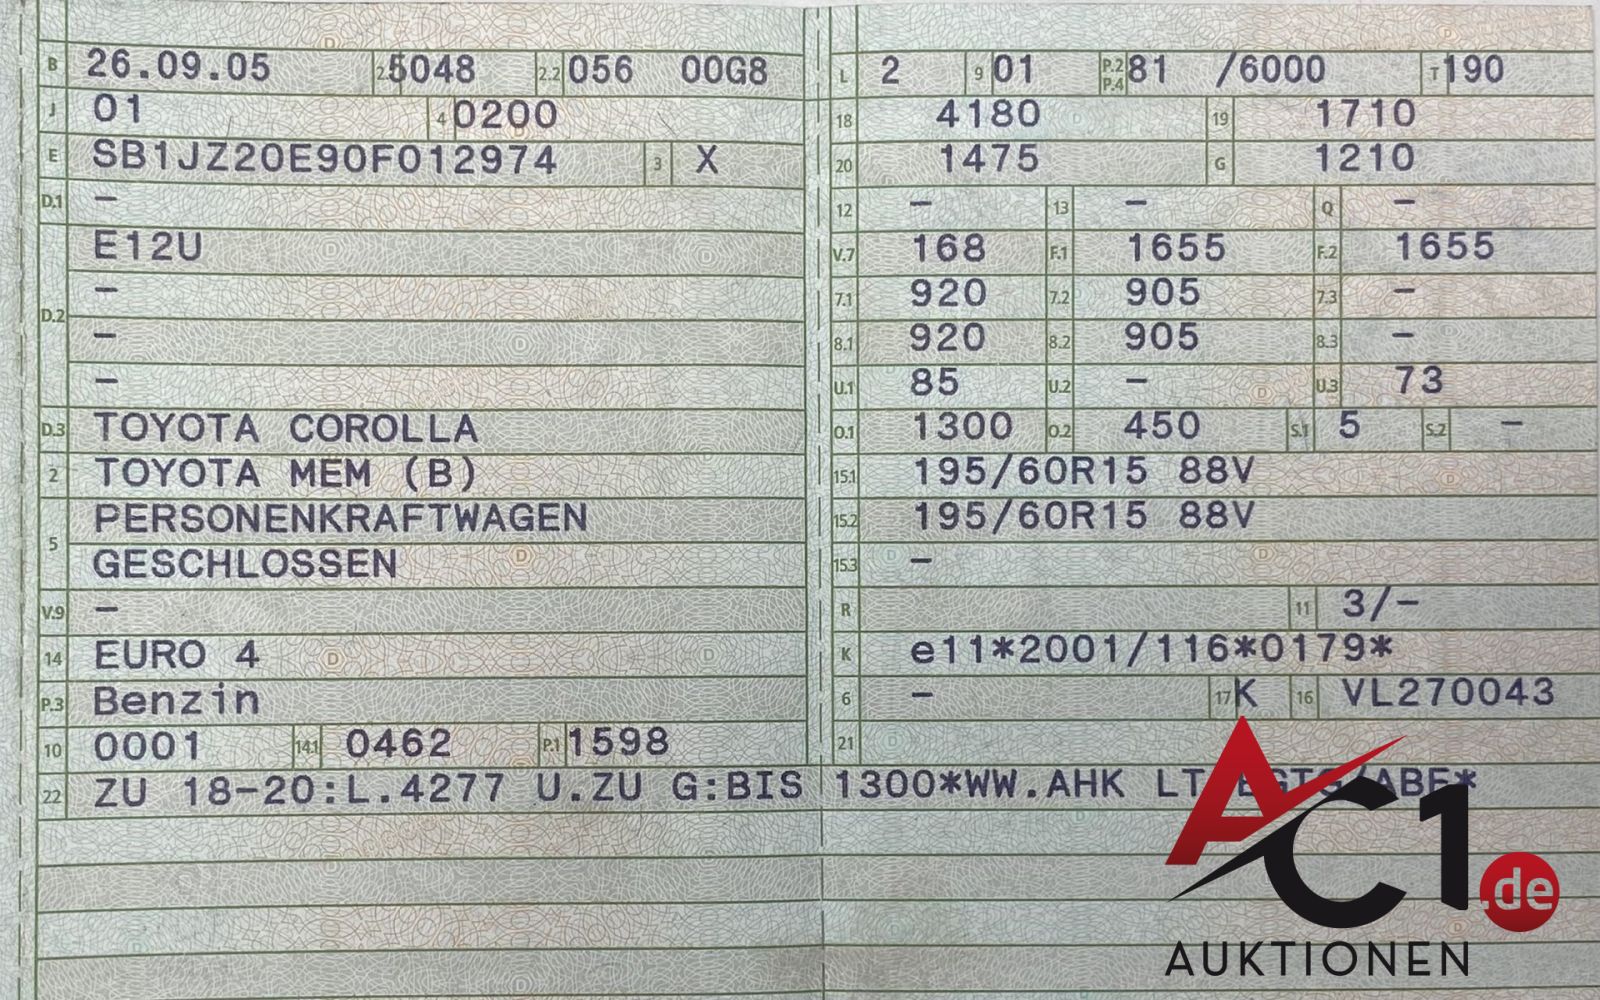 B 26.09.05 2.1 5048 2.2 056 00G8
J 01 4 0200
E SB1JZ20E90F012974 3 X
D.1 –
D.2 E12U
–
–
–
D.3 TOYOTA COROLLA
2 TOYOTA MEM (B)
5 PERSONENKRAFTWAGEN
GESCHLOSSEN
V.9 –
14 EURO 4
P.3 Benzin
10 0001 14.1 0462 P.1 1598
L 2 9 01 P.2 P.4 81 /6000 T 190
18 4180 19 1710
20 1475 G 1210
12 – 13 – Q –
V.7 168 F.1 1655 F.2 1655
7.1 920 7.2 905 7.3 –
8.1 920 8.2 905 8.3 –
U.1 85 U.2 – U.3 73
O.1 1300 O.2 450 S.1 5 S.2 –
15.1 195/60R15 88V
15.2 195/60R15 88V
15.3 –
R 11 3/–
K e11*2001/116*0179*
6 – 17 K 16 VL270043
21
22 ZU 18-20:L.4277 U.ZU G:BIS 1300*WW.AHK LT. EGTG/ABE*
AC1.de
AUKTIONEN